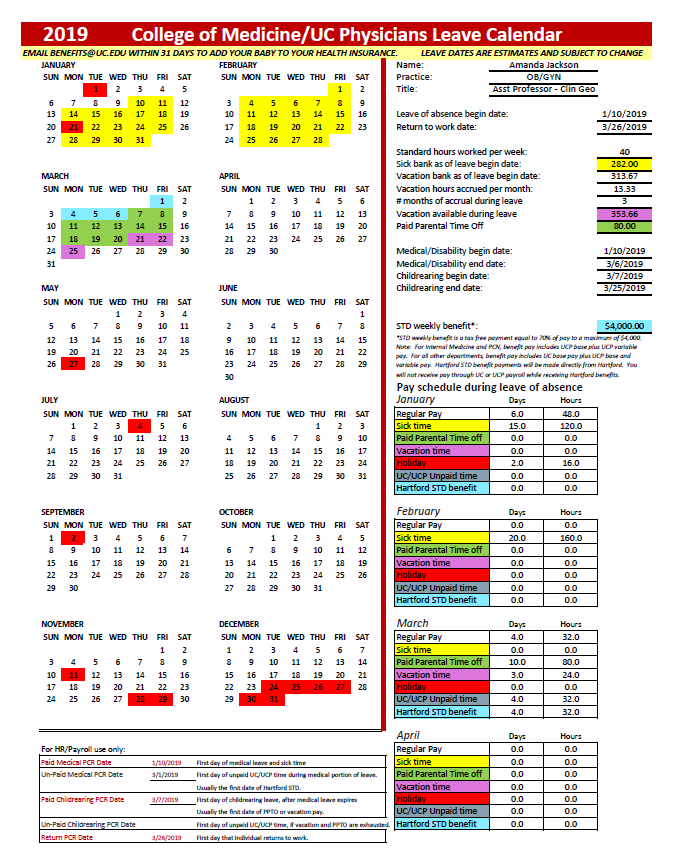 2019 College of Medicine/UC Physicians Leave Calendar
EMAIL BENEFITS@UC.EDU WITHIN 31 DAYS TO ADD YOUR BABY TO YOUR HEALTH INSURANCE. LEAVE DATES ARE ESTIMATES AND SUBJECT TO CHANGE
JANUARY
SUN MON TUE WED THU FRI SAT
1 2 3 4 5
6 7 8 9 10 11 12
13 14 15 16 17 18 19
20 21 22 23 24 25 26
27 28 29 30 31
FEBRUARY
SUN MON TUE WED THU FRI SAT
1 2
3 4 5 6 7 8 9
10 11 12 13 14 15 16
17 18 19 20 21 22 23
24 25 26 27 28
MARCH
SUN MON TUE WED THU FRI SAT
1 2
3 4 5 6 7 8 9
10 11 12 13 14 15 16
17 18 19 20 21 22 23
24 25 26 27 28 29 30
31
APRIL
SUN MON TUE WED THU FRI SAT
1 2 3 4 5 6
7 8 9 10 11 12 13
14 15 16 17 18 19 20
21 22 23 24 25 26 27
28 29 30
MAY
SUN MON TUE WED THU FRI SAT
1 2 3 4
5 6 7 8 9 10 11
12 13 14 15 16 17 18
19 20 21 22 23 24 25
26 27 28 29 30 31
JUNE
SUN MON TUE WED THU FRI SAT
1
2 3 4 5 6 7 8
9 10 11 12 13 14 15
16 17 18 19 20 21 22
23 24 25 26 27 28 29
30
JULY
SUN MON TUE WED THU FRI SAT
1 2 3 4 5 6
7 8 9 10 11 12 13
14 15 16 17 18 19 20
21 22 23 24 25 26 27
28 29 30 31
AUGUST
SUN MON TUE WED THU FRI SAT
1 2 3
4 5 6 7 8 9 10
11 12 13 14 15 16 17
18 19 20 21 22 23 24
25 26 27 28 29 30 31
SEPTEMBER
SUN MON TUE WED THU FRI SAT
1 2 3 4 5 6 7
8 9 10 11 12 13 14
15 16 17 18 19 20 21
22 23 24 25 26 27 28
29 30
OCTOBER
SUN MON TUE WED THU FRI SAT
1 2 3 4 5
6 7 8 9 10 11 12
13 14 15 16 17 18 19
20 21 22 23 24 25 26
27 28 29 30 31
NOVEMBER
SUN MON TUE WED THU FRI SAT
1 2
3 4 5 6 7 8 9
10 11 12 13 14 15 16
17 18 19 20 21 22 23
24 25 26 27 28 29 30
DECEMBER
SUN MON TUE WED THU FRI SAT
1 2 3 4 5 6 7
8 9 10 11 12 13 14
15 16 17 18 19 20 21
22 23 24 25 26 27 28
29 30 31
For HR/Payroll use only:
Paid Medical PCR Date 1/10/2019 First day of medical leave and sick time
Un-Paid Medical PCR Date 3/1/2019 First day of unpaid UC/UCP time during medical portion of leave.
Usually the first date of Hartford STD.
Paid Childrearing PCR Date 3/7/2019 First day of childrearing leave, after medical leave expires
Usually the first date of PPTO or vacation pay.
Un-Paid Childrearing PCR Date First day of unpaid UC/UCP time, if vacation and PPTO are exhausted.
Return PCR Date 3/26/2019 First day that individual returns to work.
Name: Amanda Jackson
Practice: OB/GYN
Title: Asst Professor - Clin Geo
Leave of absence begin date: 1/10/2019
Return to work date: 3/26/2019
Standard hours worked per week: 40
Sick bank as of leave begin date: 282.00
Vacation bank as of leave begin date: 313.67
Vacation hours accrued per month: 13.33
# months of accrual during leave 3
Vacation available during leave 353.66
Paid Parental Time Off 80.00
Medical/Disability begin date: 1/10/2019
Medical/Disability end date: 3/6/2019
Childrearing begin date: 3/7/2019
Childrearing end date: 3/25/2019
STD weekly benefit*: $4,000.00
*STD weekly benefit is a tax free payment equal to 70% of pay to a maximum of $4,000.
Note: For Internal Medicine and PCN, benefit pay includes UCP base plus UCP variable
pay. For all other departments, benefit pay includes UC base pay plus UCP base and
variable pay. Hartford STD benefit payments will be made directly from Hartford. You
will not receive pay through UC or UCP payroll while receiving Hartford benefits.
Pay schedule during leave of absence
January Days Hours
Regular Pay 6.0 48.0
Sick time 15.0 120.0
Paid Parental Time off 0.0 0.0
Vacation time 0.0 0.0
Holiday 2.0 16.0
UC/UCP Unpaid time 0.0 0.0
Hartford STD benefit 0.0 0.0
February Days Hours
Regular Pay 0.0 0.0
Sick time 20.0 160.0
Paid Parental Time off 0.0 0.0
Vacation time 0.0 0.0
Holiday 0.0 0.0
UC/UCP Unpaid time 0.0 0.0
Hartford STD benefit 0.0 0.0
March Days Hours
Regular Pay 4.0 32.0
Sick time 0.0 0.0
Paid Parental Time off 10.0 80.0
Vacation time 3.0 24.0
Holiday 0.0 0.0
UC/UCP Unpaid time 4.0 32.0
Hartford STD benefit 4.0 32.0
April Days Hours
Regular Pay 0.0 0.0
Sick time 0.0 0.0
Paid Parental Time off 0.0 0.0
Vacation time 0.0 0.0
Holiday 0.0 0.0
UC/UCP Unpaid time 0.0 0.0
Hartford STD benefit 0.0 0.0